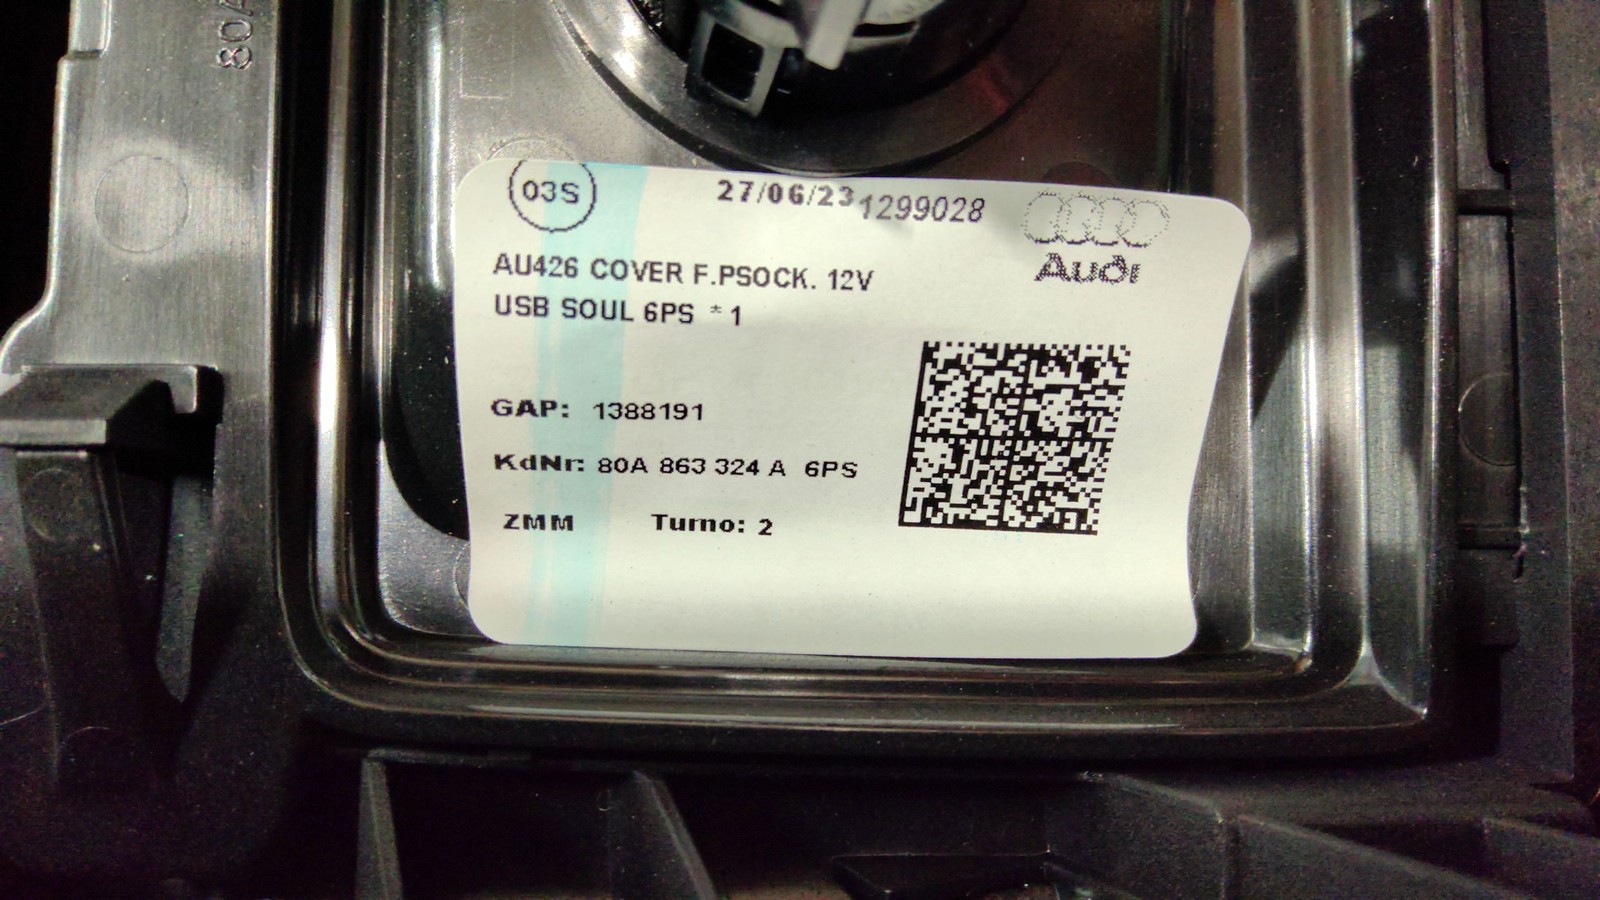 80A
03S
27/06/23 1299028
Audi
AU426 COVER F.PSOCK. 12V
USB SOUL 6PS * 1
GAP: 1388191
KdNr: 80A 863 324 A 6PS
ZMM Turno: 2